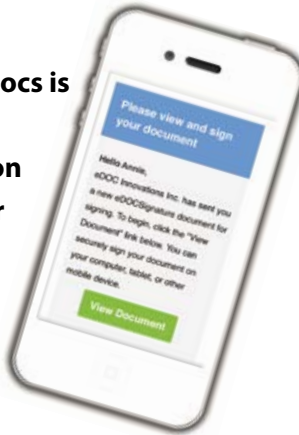 ocs is
on
r
Please view and sign
your document
Hello Annie,
eDOC Innovations Inc. has sent you
a new eDOCSignature document for
signing. To begin, click the "View
Document" link below. You can
securely sign your document on
your computer, tablet, or other
mobile device.
View Document